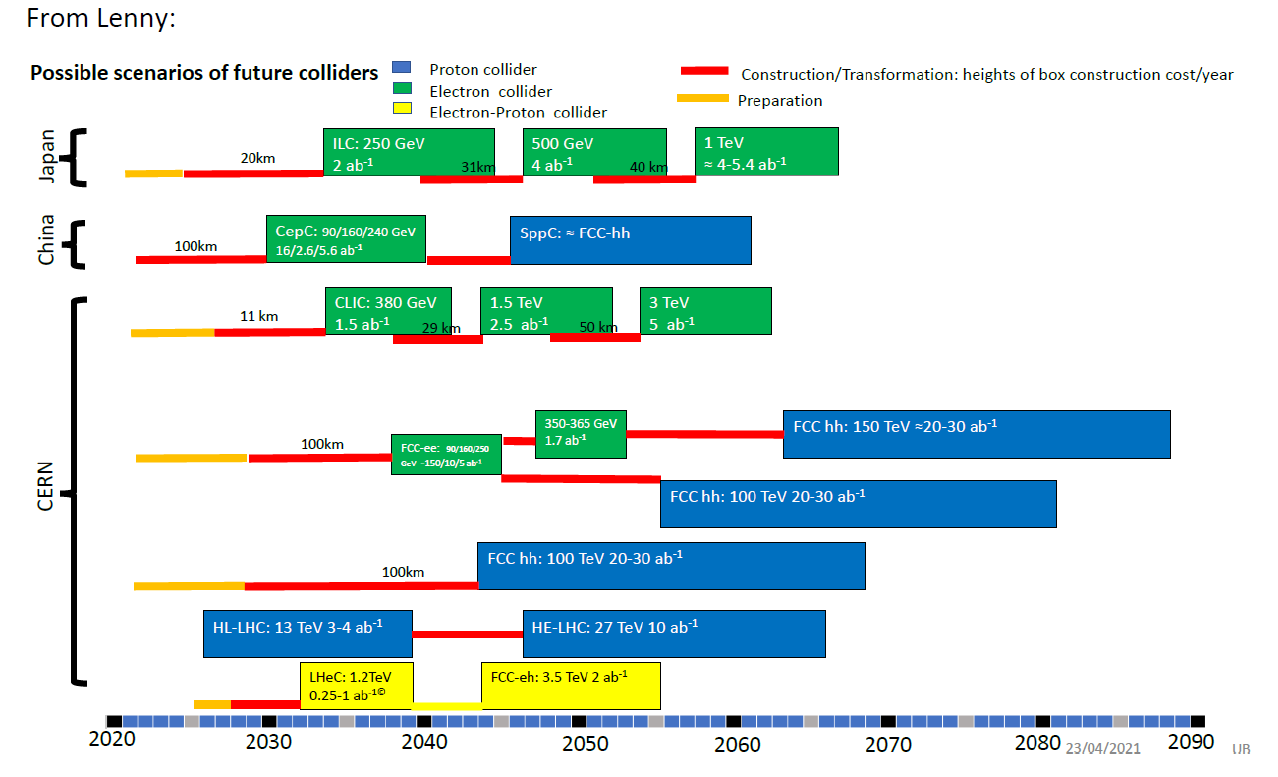 From Lenny:
Possible scenarios of future colliders
Proton collider
Electron collider
Electron-Proton collider
Construction/Transformation: heights of box construction cost/year
Preparation
Japan
20km
ILC: 250 GeV
2 ab⁻¹
31km
500 GeV
4 ab⁻¹
40 km
1 TeV
≈ 4-5.4 ab⁻¹
China
100km
CepC: 90/160/240 GeV
16/2.6/5.6 ab⁻¹
SppC: ≈ FCC-hh
CERN
11 km
CLIC: 380 GeV
1.5 ab⁻¹
29 km
1.5 TeV
2.5 ab⁻¹
50 km
3 TeV
5 ab⁻¹
100km
FCC-ee: 90/160/250
GeV -150/10/5 ab⁻¹
350-365 GeV
1.7 ab⁻¹
FCC hh: 150 TeV ≈20-30 ab⁻¹
FCC hh: 100 TeV 20-30 ab⁻¹
100km
FCC hh: 100 TeV 20-30 ab⁻¹
HL-LHC: 13 TeV 3-4 ab⁻¹
HE-LHC: 27 TeV 10 ab⁻¹
LHeC: 1.2TeV
0.25-1 ab⁻¹©
FCC-eh: 3.5 TeV 2 ab⁻¹
2020 2030 2040 2050 2060 2070 2080 2090
23/04/2021
UB